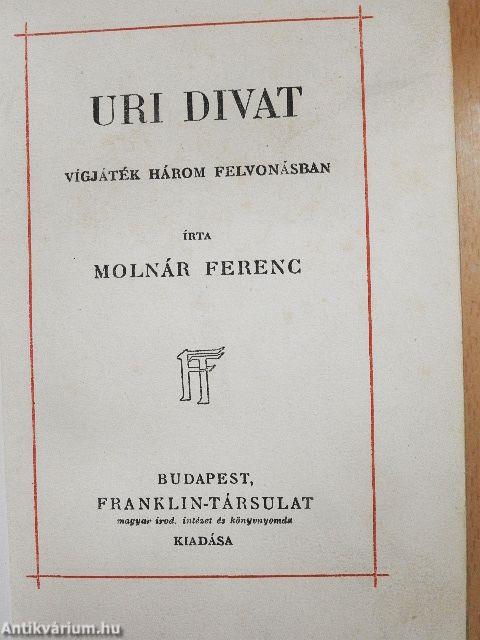 URI DIVAT
VÍGJÁTÉK HÁROM FELVONÁSBAN
ÍRTA
MOLNÁR FERENC
FT
BUDAPEST,
FRANKLIN-TÁRSULAT
magyar irod. intézet és könyvnyomda
KIADÁSA
Antikvárium.hu